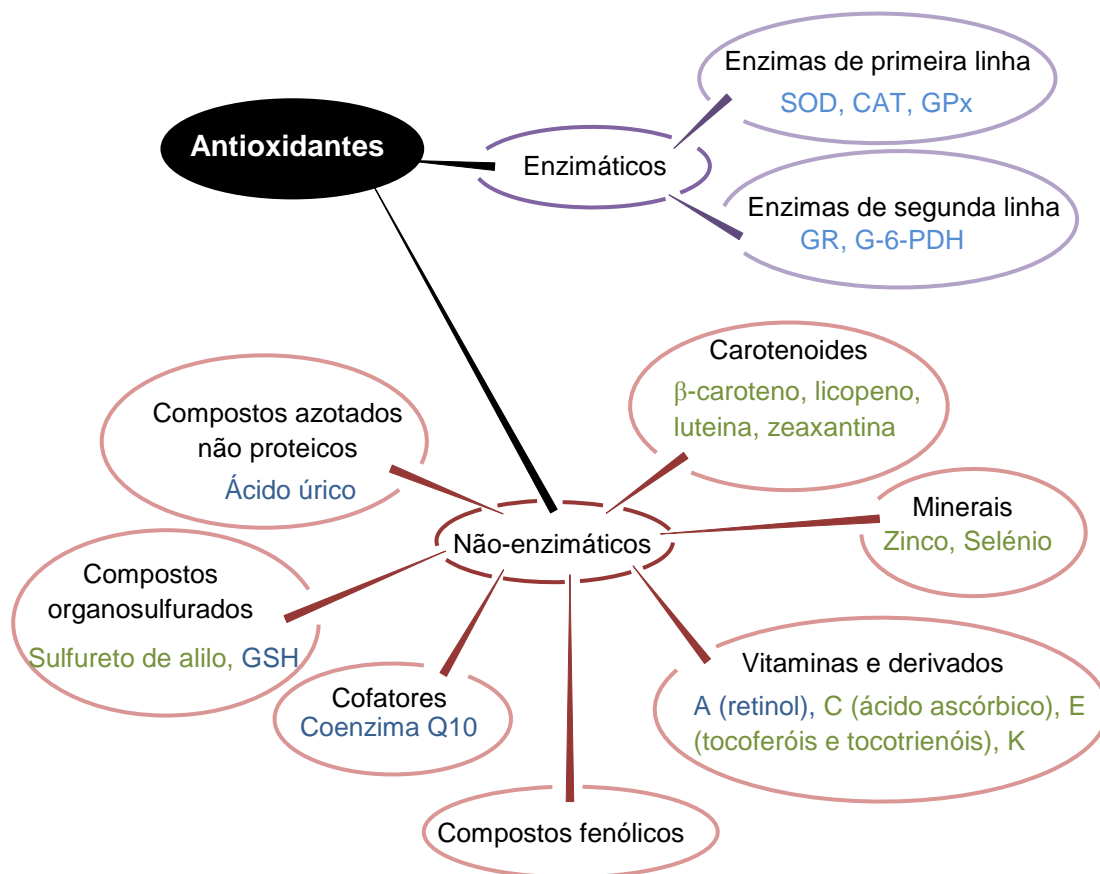 Antioxidantes
Enzimáticos
Enzimas de primeira linha
SOD, CAT, GPx
Enzimas de segunda linha
GR, G-6-PDH
Não-enzimáticos
Carotenoides
β-caroteno, licopeno,
luteina, zeaxantina
Compostos azotados
não proteicos
Ácido úrico
Minerais
Zinco, Selénio
Compostos
organosulfurados
Sulfureto de alilo, GSH
Cofatores
Coenzima Q10
Vitaminas e derivados
A (retinol), C (ácido ascórbico), E
(tocoferóis e tocotrienóis), K
Compostos fenólicos